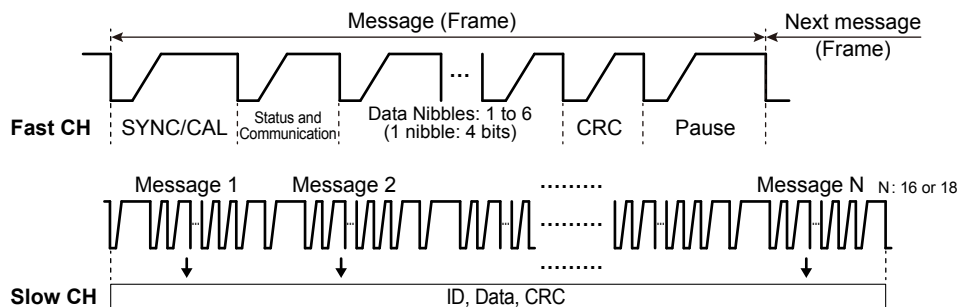 Message (Frame)
Next message
(Frame)
Fast CH
SYNC/CAL
Status and
Communication
Data Nibbles: 1 to 6
(1 nibble: 4 bits)
...
CRC
Pause
Message 1
Message 2
.........
Message N
N: 16 or 18
...
...
.........
...
...
.........
Slow CH
ID, Data, CRC